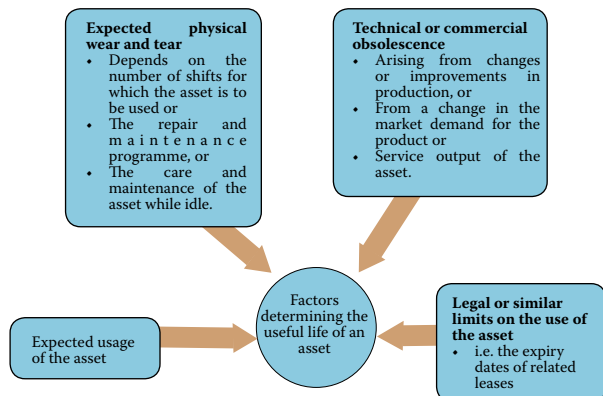 Expected physical
wear and tear
• Depends on the
number of shifts for
which the asset is to
be used or
• The repair and
maintenance
programme, or
• The care and
maintenance of the
asset while idle.
Technical or commercial
obsolescence
• Arising from changes
or improvements in
production, or
• From a change in the
market demand for the
product or
• Service output of the
asset.
Factors
determining the
useful life of an
asset
Expected usage
of the asset
Legal or similar
limits on the use of
the asset
• i.e. the expiry
dates of related
leases